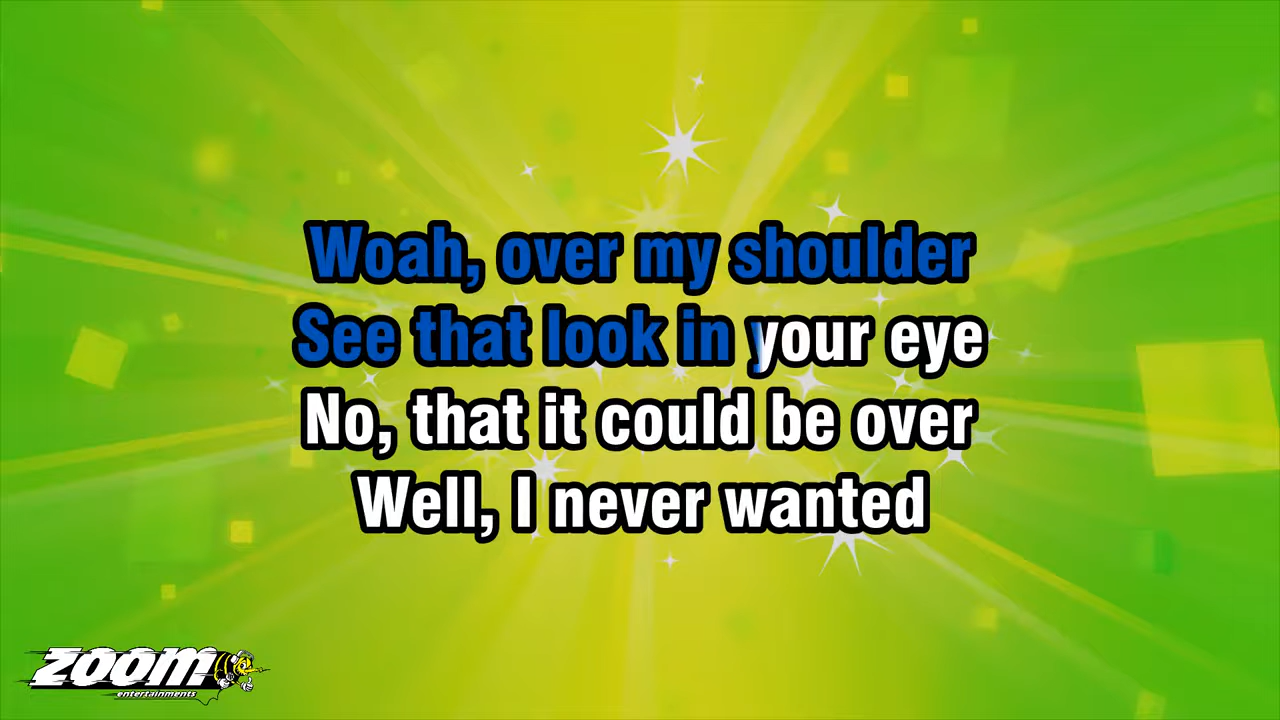 Woah, over my shoulder
See that look in your eye
No, that it could be over
Well, I never wanted
ZOOM
entertainments